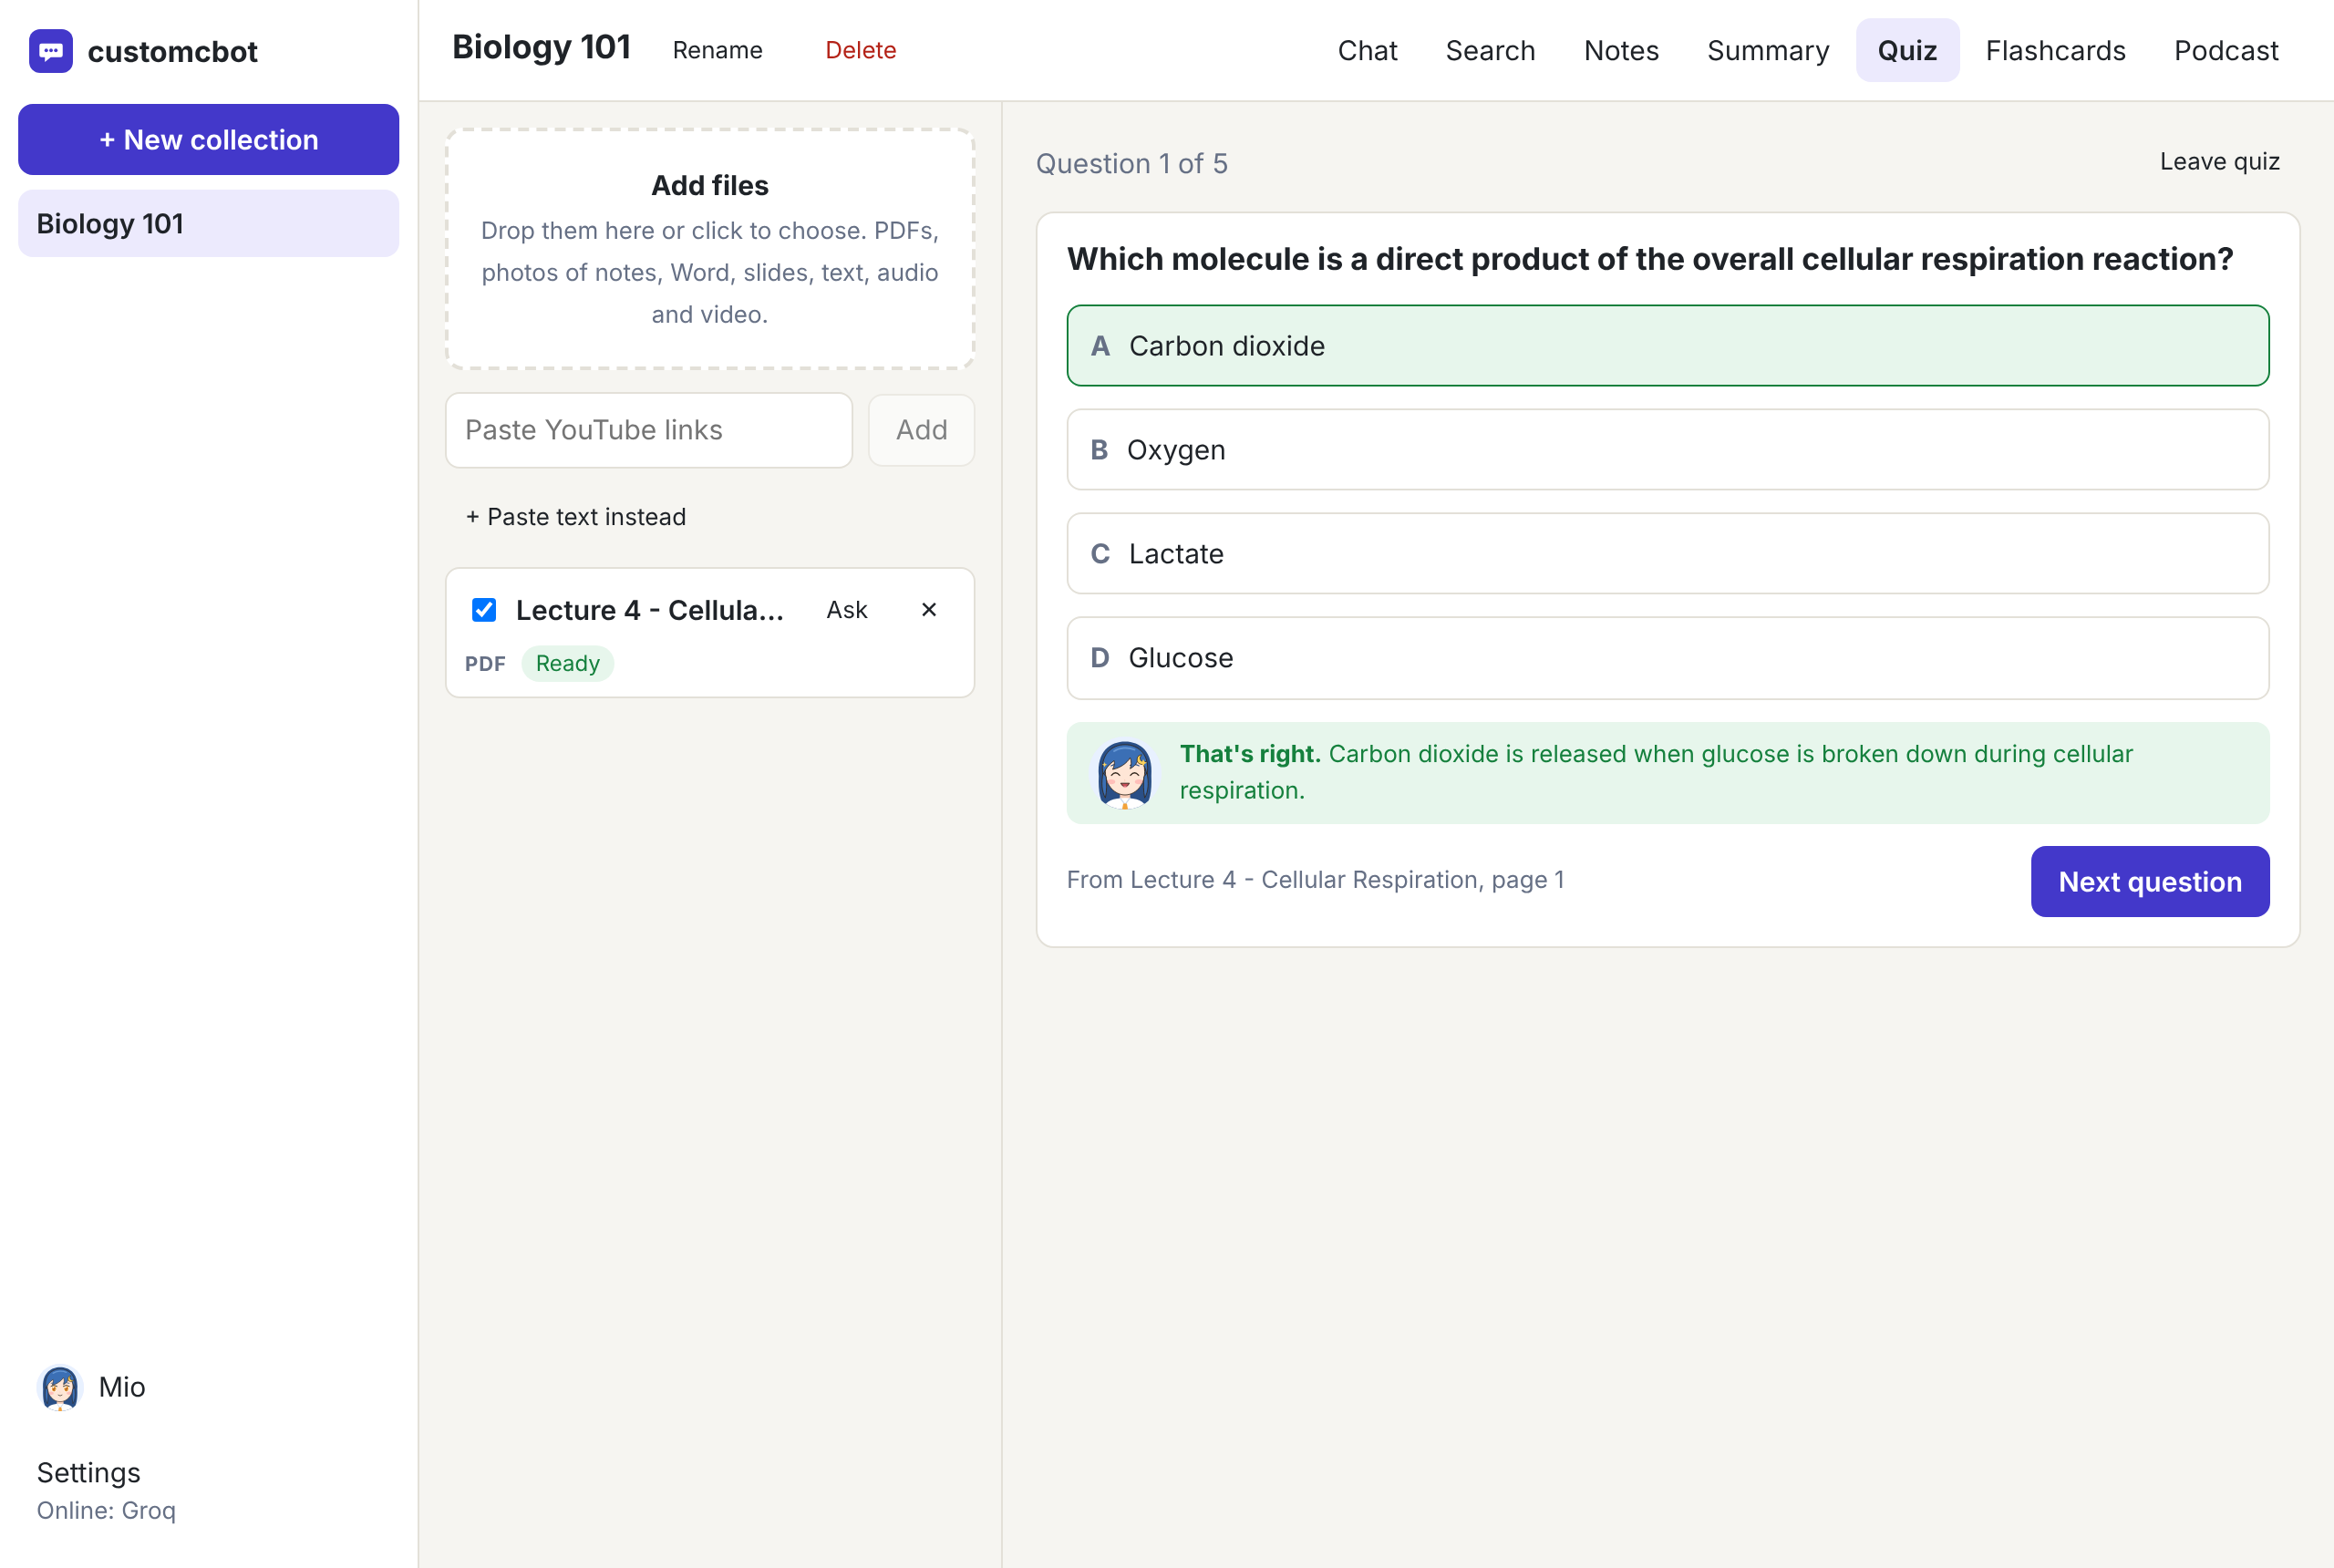 customcbot
+ New collection
Biology 101
Mio
Settings
Online: Groq
Biology 101 Rename Delete
Chat Search Notes Summary Quiz Flashcards Podcast
Add files
Drop them here or click to choose. PDFs,
photos of notes, Word, slides, text, audio
and video.
Paste YouTube links Add
+ Paste text instead
Lecture 4 - Cellula... Ask ×
PDF Ready
Question 1 of 5 Leave quiz
Which molecule is a direct product of the overall cellular respiration reaction?
A Carbon dioxide
B Oxygen
C Lactate
D Glucose
That's right. Carbon dioxide is released when glucose is broken down during cellular
respiration.
From Lecture 4 - Cellular Respiration, page 1
Next question